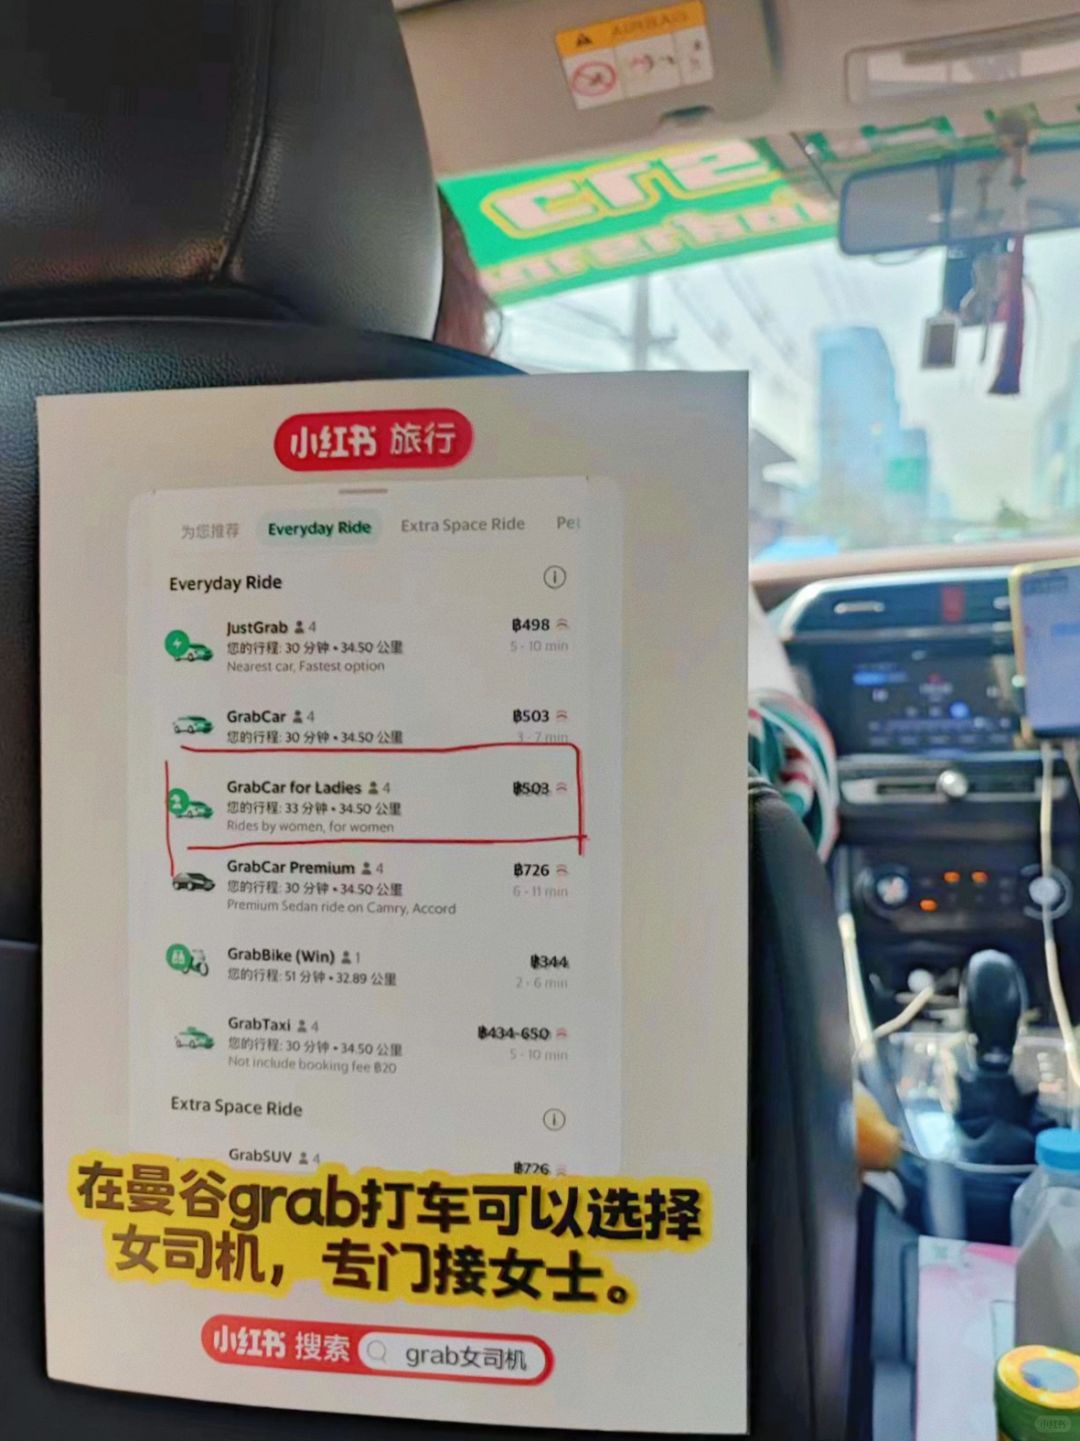 AIRBAG
小红书 旅行
为您推荐 Everyday Ride Extra Space Ride Pet
Everyday Ride
JustGrab 4 ฿498
您的行程: 30 分钟 • 34.50 公里 5 - 10 min
Nearest car, Fastest option
GrabCar 4 ฿503
您的行程: 30 分钟 • 34.50 公里 3 - 7 min
GrabCar for Ladies 4 ฿503
您的行程: 33 分钟 • 34.50 公里
Rides by women, for women
GrabCar Premium 4 ฿726
您的行程: 30 分钟 • 34.50 公里 6 - 11 min
Premium Sedan ride on Camry, Accord
GrabBike (Win) 1 ฿344
您的行程: 51 分钟 • 32.89 公里 2 - 6 min
GrabTaxi 4 ฿434-650
您的行程: 30 分钟 • 34.50 公里 5 - 10 min
Not include booking fee ฿20
Extra Space Ride
GrabSUV 4 ฿726
在曼谷grab打车可以选择
女司机，专门接女士。
小红书 搜索 grab女司机
小红书